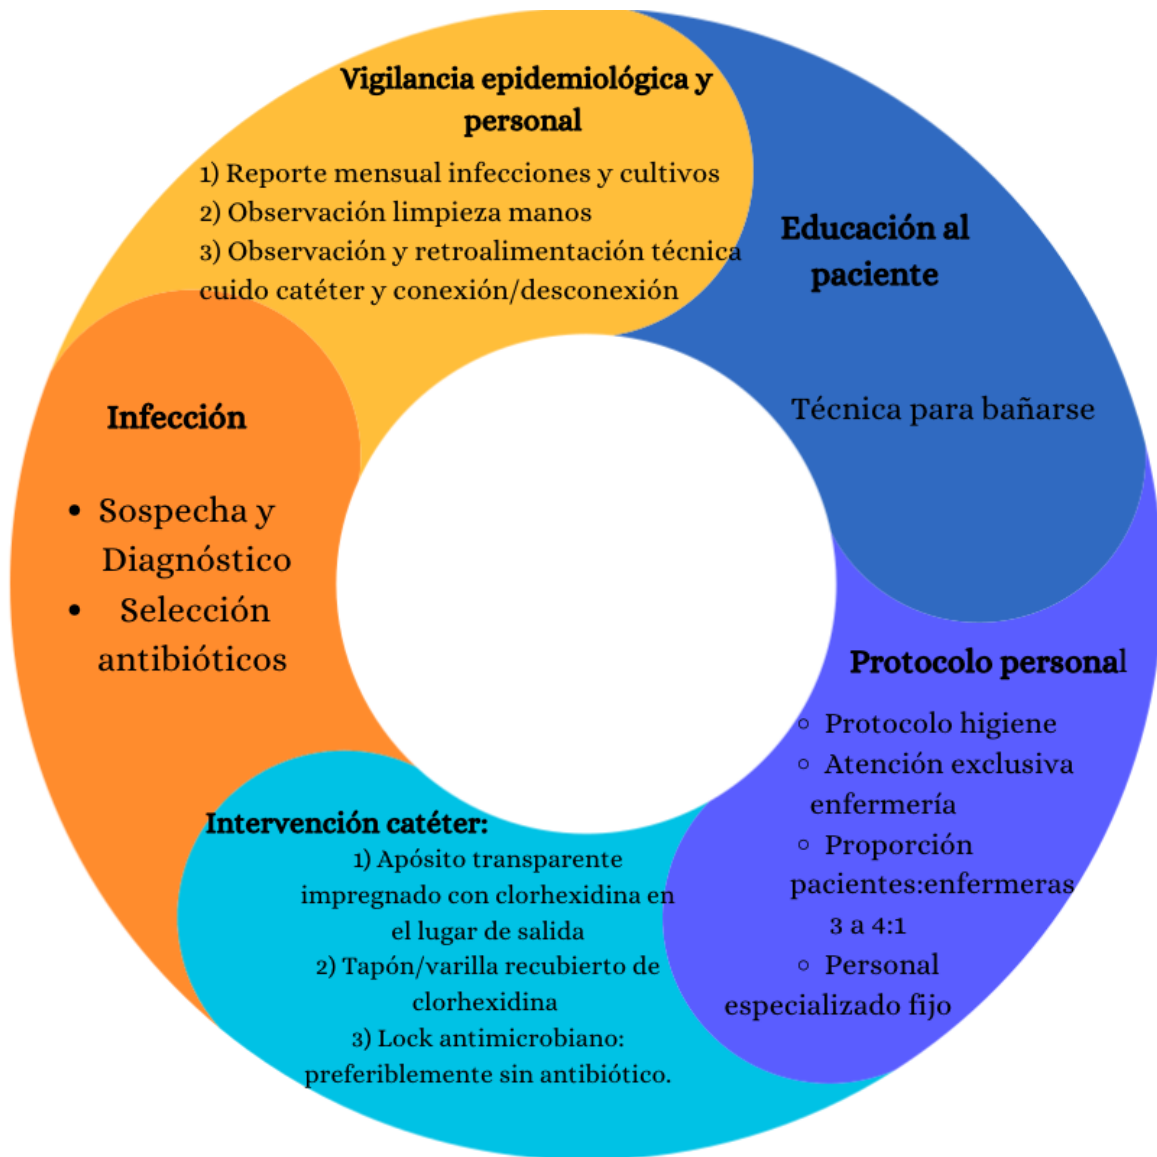 Vigilancia epidemiológica y
personal
1) Reporte mensual infecciones y cultivos
2) Observación limpieza manos
3) Observación y retroalimentación técnica
cuido catéter y conexión/desconexión
Educación al
paciente
Técnica para bañarse
Protocolo personal
◦ Protocolo higiene
◦ Atención exclusiva
enfermería
◦ Proporción
pacientes:enfermeras
3 a 4:1
◦ Personal
especializado fijo
Intervención catéter:
1) Apósito transparente
impregnado con clorhexidina en
el lugar de salida
2) Tapón/varilla recubierto de
clorhexidina
3) Lock antimicrobiano:
preferiblemente sin antibiótico.
Infección
• Sospecha y
Diagnóstico
• Selección
antibióticos